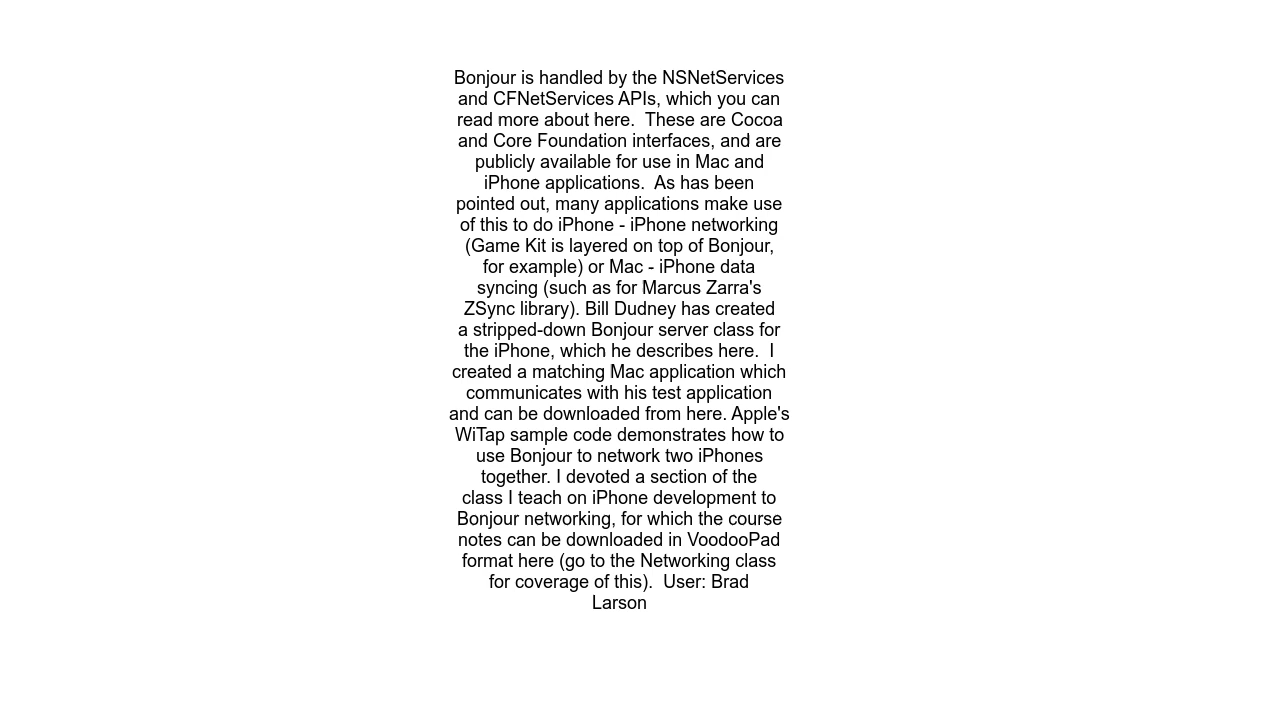 Bonjour is handled by the NSNetServices
and CFNetServices APIs, which you can
read more about here.  These are Cocoa
and Core Foundation interfaces, and are
publicly available for use in Mac and
iPhone applications.  As has been
pointed out, many applications make use
of this to do iPhone - iPhone networking
(Game Kit is layered on top of Bonjour,
for example) or Mac - iPhone data
syncing (such as for Marcus Zarra's
ZSync library). Bill Dudney has created
a stripped-down Bonjour server class for
the iPhone, which he describes here.  I
created a matching Mac application which
communicates with his test application
and can be downloaded from here. Apple's
WiTap sample code demonstrates how to
use Bonjour to network two iPhones
together. I devoted a section of the
class I teach on iPhone development to
Bonjour networking, for which the course
notes can be downloaded in VoodooPad
format here (go to the Networking class
for coverage of this).  User: Brad
Larson